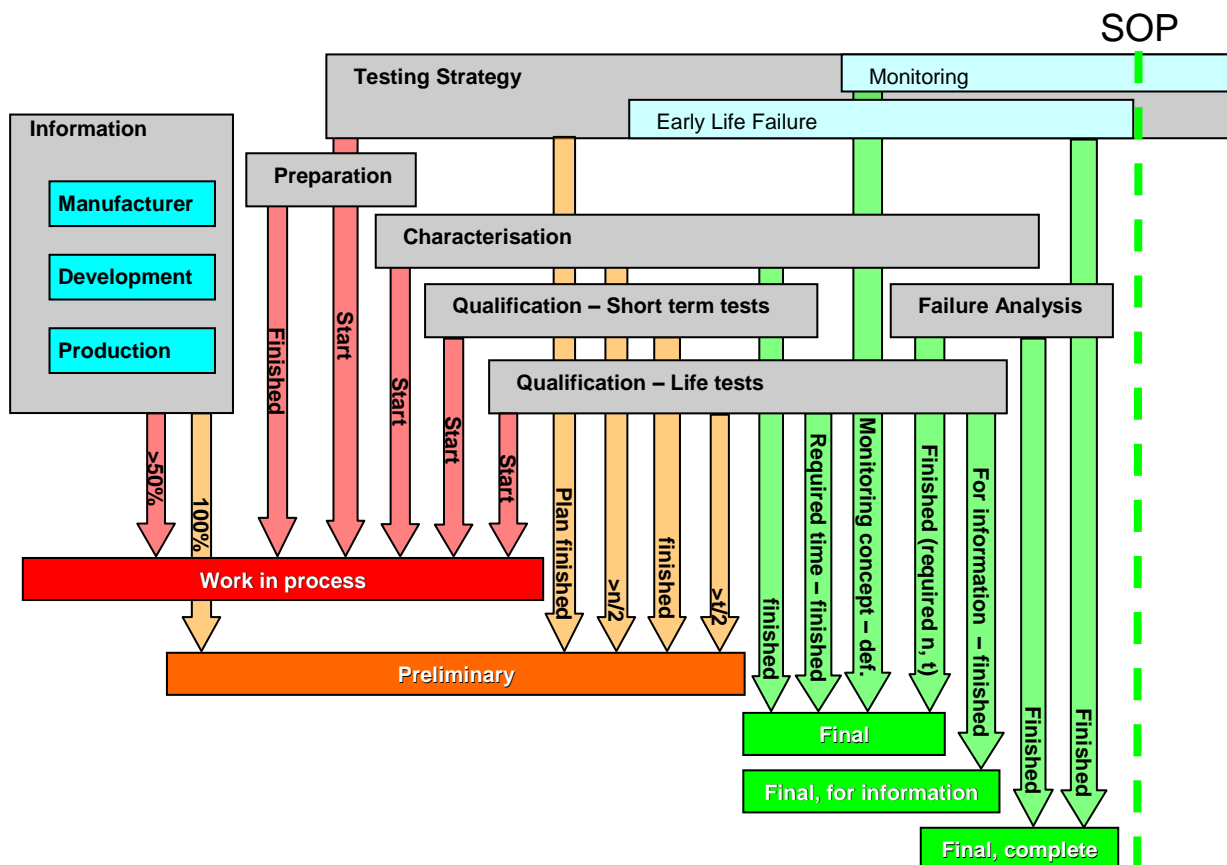 SOP
Testing Strategy
Monitoring
Early Life Failure
Information
Manufacturer
Development
Production
Preparation
Characterisation
Qualification – Short term tests
Failure Analysis
Qualification – Life tests
>50%
100%
Finished
Start
Start
Start
Start
Plan finished
>n/2
finished
>t/2
finished
Required time – finished
Monitoring concept – def.
Finished (required n, t)
For information – finished
Finished
Finished
Work in process
Preliminary
Final
Final, for information
Final, complete